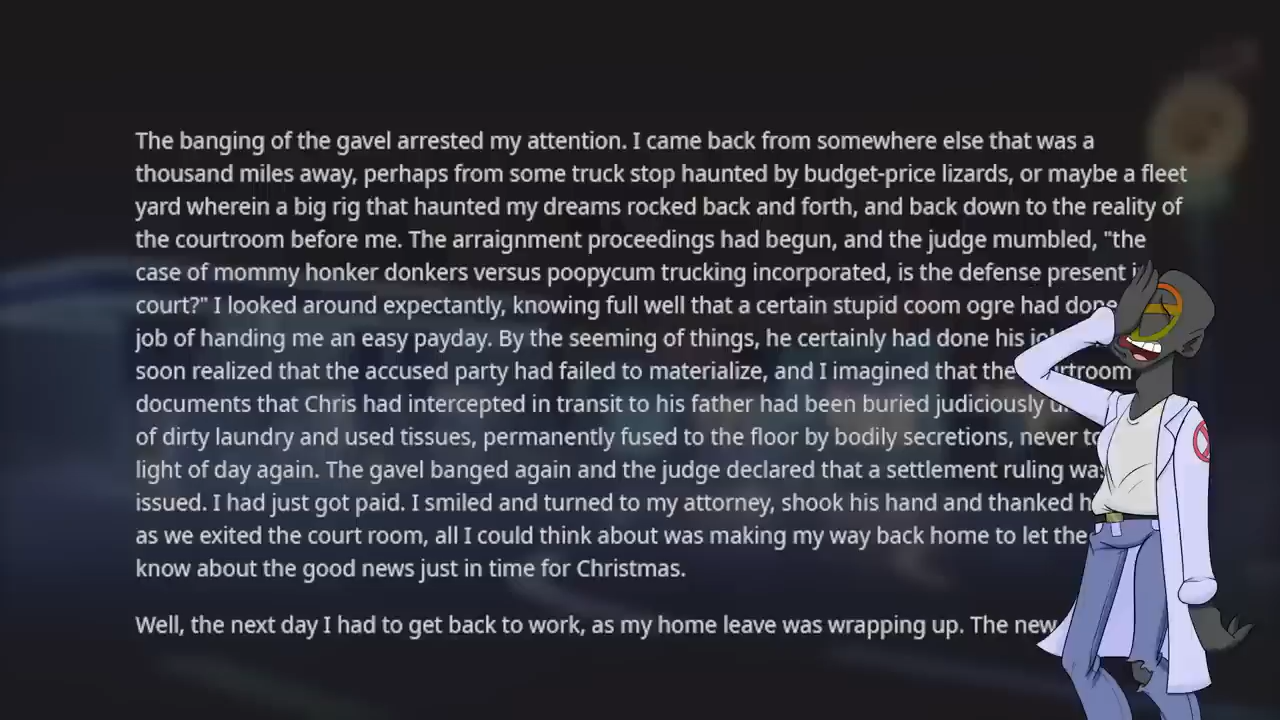 The banging of the gavel arrested my attention. I came back from somewhere else that was a
thousand miles away, perhaps from some truck stop haunted by budget-price lizards, or maybe a fleet
yard wherein a big rig that haunted my dreams rocked back and forth, and back down to the reality of
the courtroom before me. The arraignment proceedings had begun, and the judge mumbled, "the
case of mommy honker donkers versus poopycum trucking incorporated, is the defense present
court?" I looked around expectantly, knowing full well that a certain stupid coom ogre had done
job of handing me an easy payday. By the seeming of things, he certainly had done his
soon realized that the accused party had failed to materialize, and I imagined that the
documents that Chris had intercepted in transit to his father had been buried judiciously
of dirty laundry and used tissues, permanently fused to the floor by bodily secretions, never to
light of day again. The gavel banged again and the judge declared that a settlement ruling was
issued. I had just got paid. I smiled and turned to my attorney, shook his hand and thanked
as we exited the court room, all I could think about was making my way back home to let the
know about the good news just in time for Christmas.
Well, the next day I had to get back to work, as my home leave was wrapping up. The new